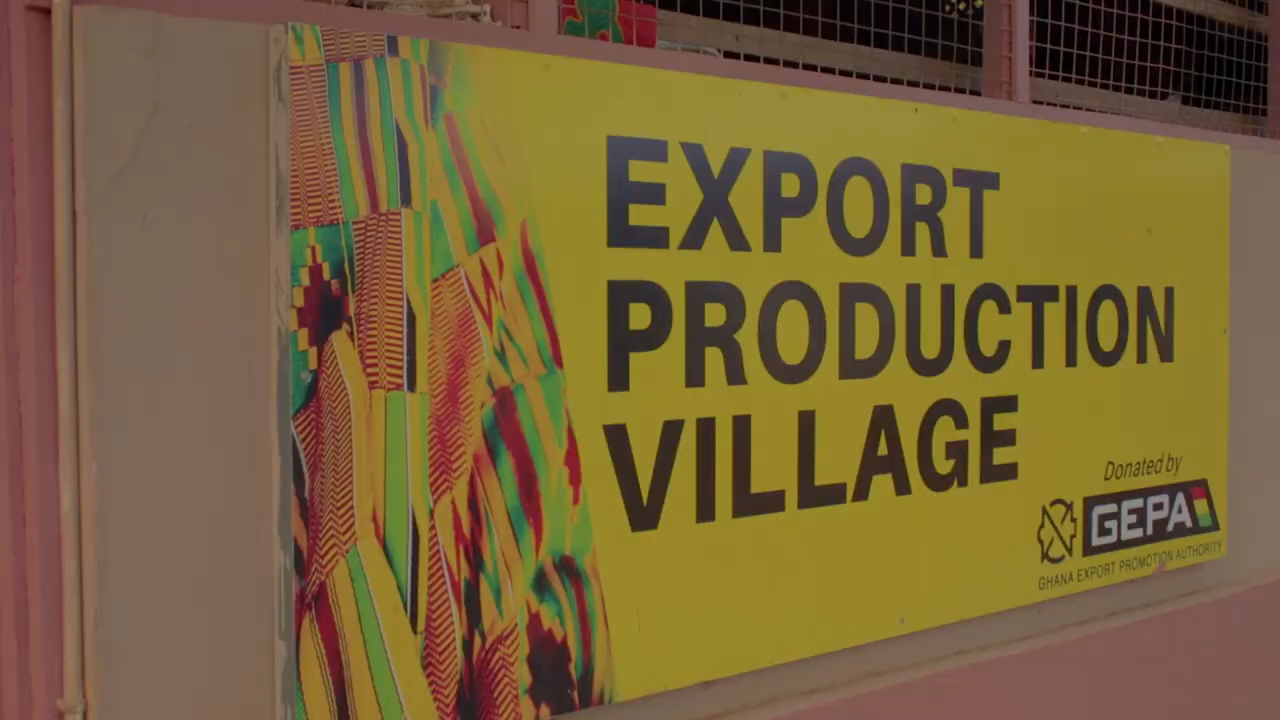 EXPORT
PRODUCTION
VILLAGE
Donated by
GEPA
GHANA EXPORT PROMOTION AUTHORITY